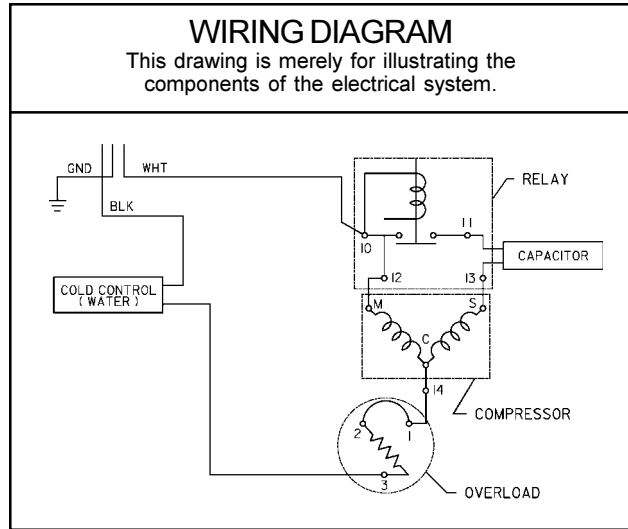 WIRING DIAGRAM
This drawing is merely for illustrating the
components of the electrical system.
GND
WHT
BLK
RELAY
11
10
CAPACITOR
12
13
COLD CONTROL
(WATER)
M
S
C
14
COMPRESSOR
2
1
3
OVERLOAD